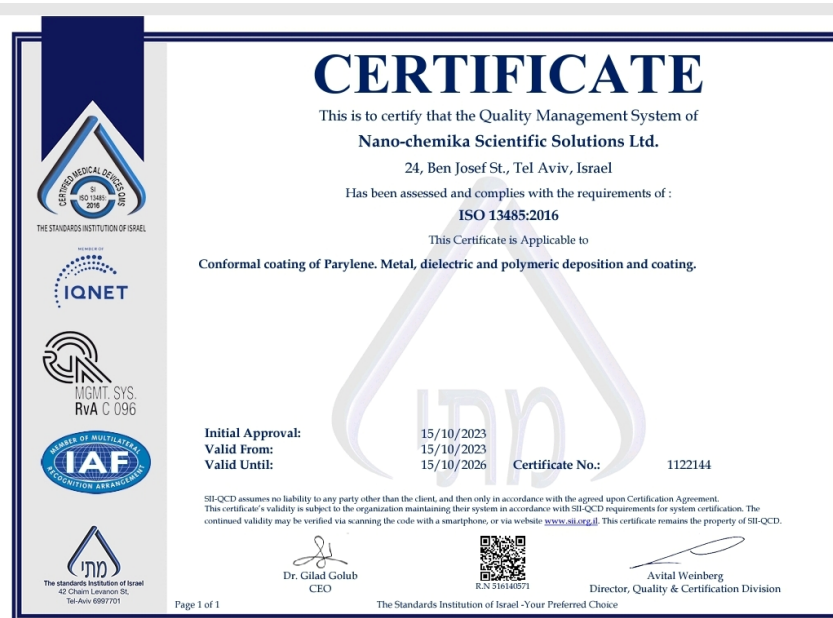 CERTIFICATE
This is to certify that the Quality Management System of
Nano-chemika Scientific Solutions Ltd.
24, Ben Josef St., Tel Aviv, Israel
Has been assessed and complies with the requirements of :
ISO 13485:2016
This Certificate is Applicable to
Conformal coating of Parylene. Metal, dielectric and polymeric deposition and coating.
CERTIFIED MEDICAL DEVICES QMS
SI
ISO 13485:
2016
THE STANDARDS INSTITUTION OF ISRAEL
MEMBER OF
IQNET
MGMT. SYS.
RvA C 096
MEMBER OF MULTILATERAL
IAF
RECOGNITION ARRANGEMENT
מתי
Initial Approval: 15/10/2023
Valid From: 15/10/2023
Valid Until: 15/10/2026 Certificate No.: 1122144
SII-QCD assumes no liability to any party other than the client, and then only in accordance with the agreed upon Certification Agreement.
This certificate's validity is subject to the organization maintaining their system in accordance with SII-QCD requirements for system certification. The
continued validity may be verified via scanning the code with a smartphone, or via website www.sii.org.il. This certificate remains the property of SII-QCD.
מתי
The standards Institution of Israel
42 Chaim Levanon St,
Tel-Aviv 6997701
Dr. Gilad Golub
CEO
R.N 516140571
Avital Weinberg
Director, Quality & Certification Division
Page 1 of 1
The Standards Institution of Israel -Your Preferred Choice